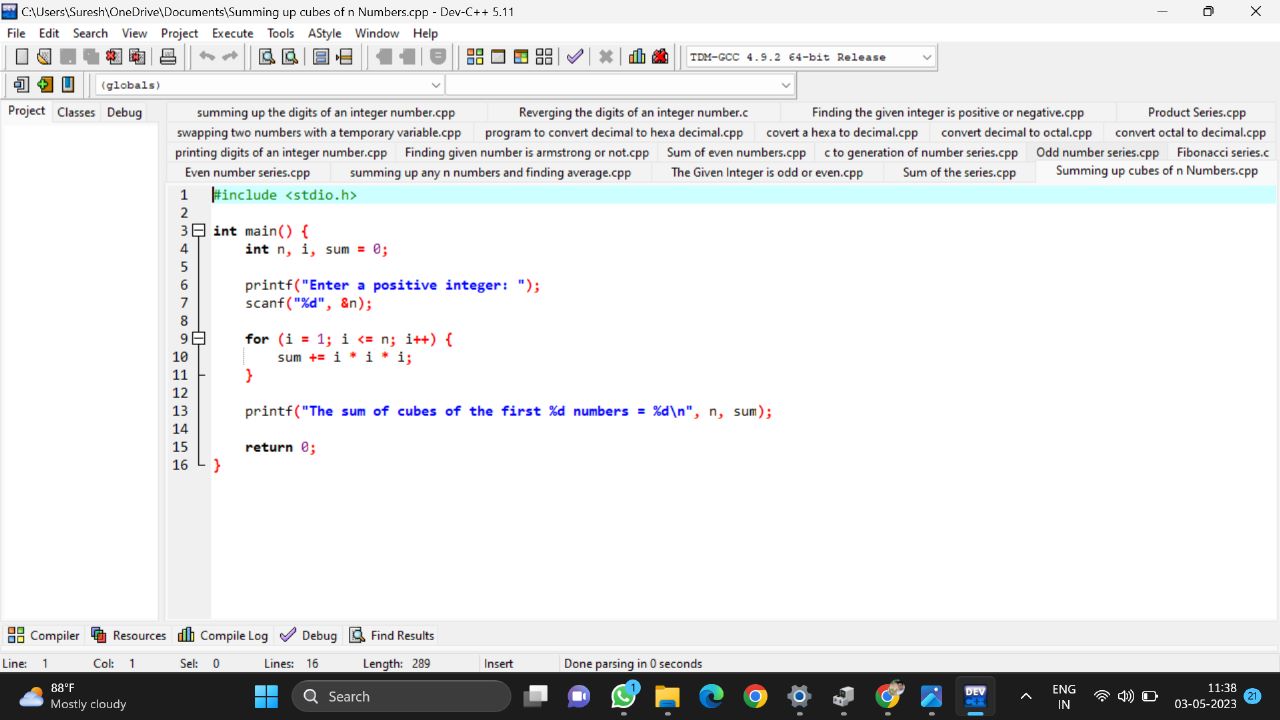 C:\Users\Suresh\OneDrive\Documents\Summing up cubes of n Numbers.cpp - Dev-C++ 5.11
File Edit Search View Project Execute Tools AStyle Window Help
TDM-GCC 4.9.2 64-bit Release
(globals)
Project Classes Debug
summing up the digits of an integer number.cpp Reverging the digits of an integer number.c Finding the given integer is positive or negative.cpp Product Series.cpp
swapping two numbers with a temporary variable.cpp program to convert decimal to hexa decimal.cpp covert a hexa to decimal.cpp convert decimal to octal.cpp convert octal to decimal.cpp
printing digits of an integer number.cpp Finding given number is armstrong or not.cpp Sum of even numbers.cpp c to generation of number series.cpp Odd number series.cpp Fibonacci series.c
Even number series.cpp summing up any n numbers and finding average.cpp The Given Integer is odd or even.cpp Sum of the series.cpp Summing up cubes of n Numbers.cpp
1 #include <stdio.h>
2
3 int main() {
4 int n, i, sum = 0;
5
6 printf("Enter a positive integer: ");
7 scanf("%d", &n);
8
9 for (i = 1; i <= n; i++) {
10 sum += i * i * i;
11 }
12
13 printf("The sum of cubes of the first %d numbers = %d\n", n, sum);
14
15 return 0;
16 }
Compiler Resources Compile Log Debug Find Results
Line: 1 Col: 1 Sel: 0 Lines: 16 Length: 289 Insert Done parsing in 0 seconds
88°F
Mostly cloudy
Search
1
DEV
C++
ENG
IN
11:38
03-05-2023
21